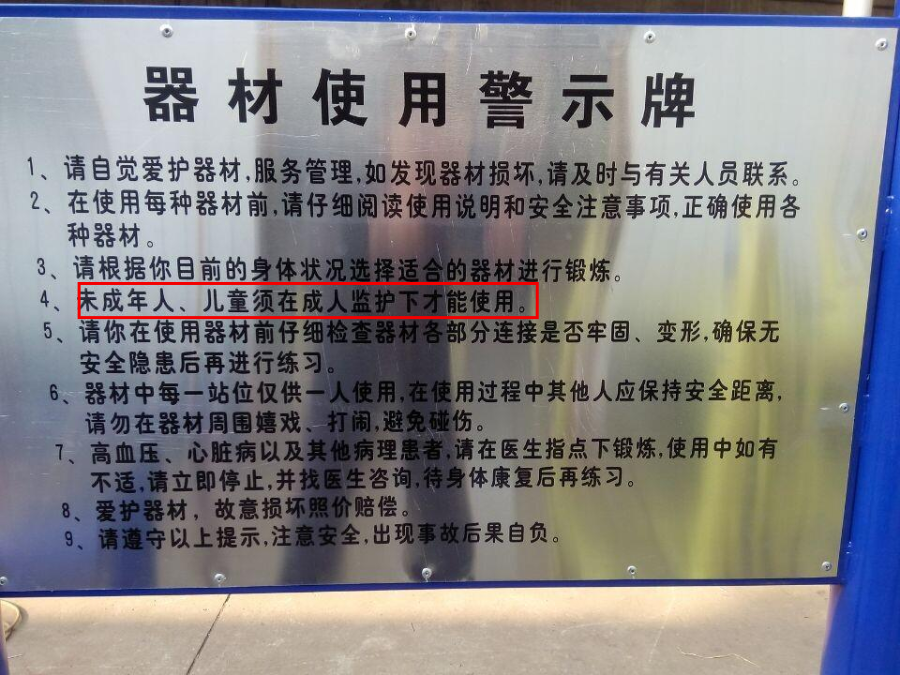 器材使用警示牌
1、请自觉爱护器材,服务管理,如发现器材损坏,请及时与有关人员联系。
2、在使用每种器材前,请仔细阅读使用说明和安全注意事项,正确使用各
种器材。
3、请根据你目前的身体状况选择适合的器材进行锻炼。
4、未成年人、儿童须在成人监护下才能使用。
5、请你在使用器材前仔细检查器材各部分连接是否牢固、变形,确保无
安全隐患后再进行练习。
6、器材中每一站位仅供一人使用,在使用过程中其他人应保持安全距离,
请勿在器材周围嬉戏、打闹,避免碰伤。
7、高血压、心脏病以及其他病理患者,请在医生指点下锻炼,使用中如有
不适,请立即停止,并找医生咨询,待身体康复后再练习。
8、爱护器材，故意损坏照价赔偿。
9、请遵守以上提示,注意安全,出现事故后果自负。